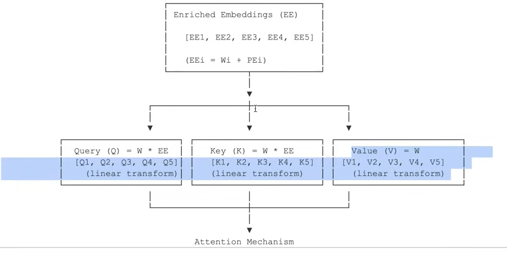 Enriched Embeddings (EE)
[EE1, EE2, EE3, EE4, EE5]
(EEi = Wi + PEi)
1
Query (Q) = W * EE
[Q1, Q2, Q3, Q4, Q5]
(linear transform)
Key (K) = W * EE
[K1, K2, K3, K4, K5]
(linear transform)
Value (V) = W
[V1, V2, V3, V4, V5]
(linear transform)
Attention Mechanism